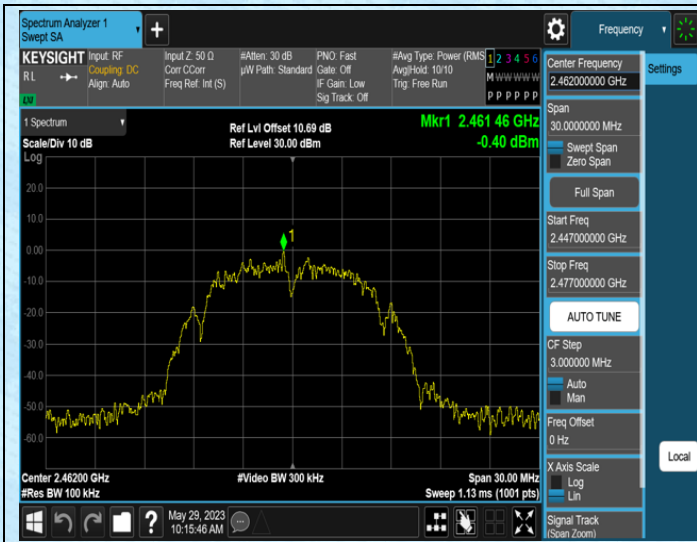 Spectrum Analyzer 1
Swept SA
+
Frequency
KEYSIGHT
RL
LXI
Input: RF
Coupling: DC
Align: Auto
Input Z: 50 Ω
Corr CCorr
Freq Ref: Int (S)
#Atten: 30 dB
µW Path: Standard
PNO: Fast
Gate: Off
IF Gain: Low
Sig Track: Off
#Avg Type: Power (RMS
Avg|Hold: 10/10
Trig: Free Run
1 2 3 4 5 6
M W W W W W
P P P P P P
1 Spectrum
Scale/Div 10 dB
Log
Ref Lvl Offset 10.69 dB
Ref Level 30.00 dBm
Mkr1 2.461 46 GHz
-0.40 dBm
20.0
10.0
0.00
-10.0
-20.0
-30.0
-40.0
-50.0
-60.0
1
Center 2.46200 GHz
#Res BW 100 kHz
#Video BW 300 kHz
Span 30.00 MHz
Sweep 1.13 ms (1001 pts)
?
May 29, 2023
10:15:46 AM
Center Frequency
2.462000000 GHz
Span
30.0000000 MHz
Swept Span
Zero Span
Full Span
Start Freq
2.447000000 GHz
Stop Freq
2.477000000 GHz
AUTO TUNE
CF Step
3.000000 MHz
Auto
Man
Freq Offset
0 Hz
X Axis Scale
Log
Lin
Signal Track
(Span Zoom)
Settings
Local